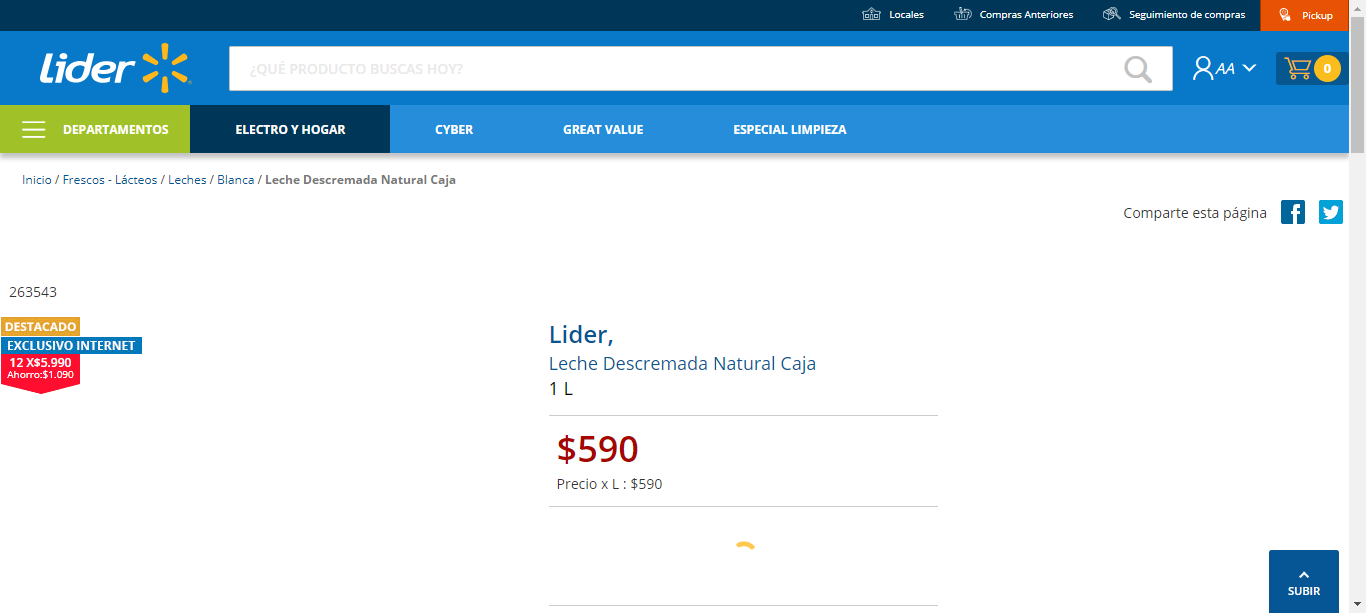 Locales Compras Anteriores Seguimiento de compras Pickup
Lider ¿QUÉ PRODUCTO BUSCAS HOY? AA 0
DEPARTAMENTOS ELECTRO Y HOGAR CYBER GREAT VALUE ESPECIAL LIMPIEZA
Inicio / Frescos - Lácteos / Leches / Blanca / Leche Descremada Natural Caja
Comparte esta página
263543
DESTACADO
EXCLUSIVO INTERNET
12 X$5.990
Ahorro:$1.090
Lider,
Leche Descremada Natural Caja
1 L
$590
Precio x L : $590
SUBIR